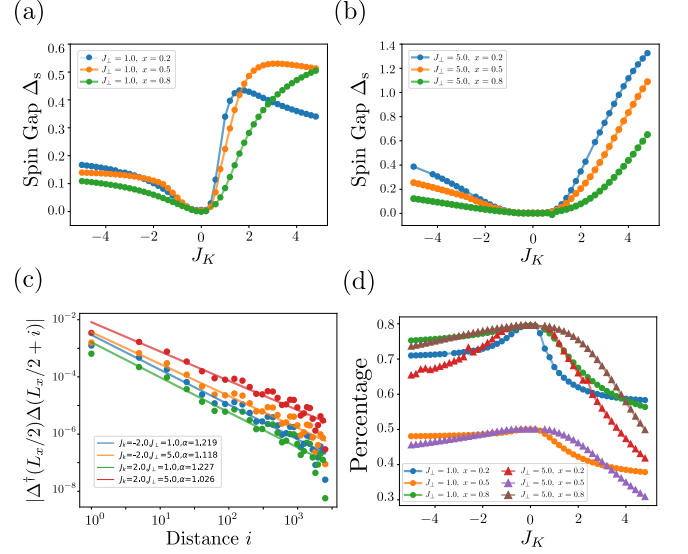 (a)
(b)
Spin Gap Δs
0.6
0.5
0.4
0.3
0.2
0.1
0.0
J⊥ = 1.0, x = 0.2
J⊥ = 1.0, x = 0.5
J⊥ = 1.0, x = 0.8
−4
−2
0
2
4
J_K
Spin Gap Δs
1.4
1.2
1.0
0.8
0.6
0.4
0.2
0.0
J⊥ = 5.0, x = 0.2
J⊥ = 5.0, x = 0.5
J⊥ = 5.0, x = 0.8
−4
−2
0
2
4
J_K
(c)
(d)
|Δ†(Lx/2)Δ(Lx/2 + i)|
10⁻²
10⁻⁴
10⁻⁶
10⁻⁸
Jk=-2.0,J⊥=1.0,α=1.219
Jk=-2.0,J⊥=5.0,α=1.118
Jk=2.0,J⊥=1.0,α=1.227
Jk=2.0,J⊥=5.0,α=1.026
10⁰
10¹
10²
10³
Distance i
Percentage
0.8
0.7
0.6
0.5
0.4
0.3
J⊥ = 1.0, x = 0.2
J⊥ = 1.0, x = 0.5
J⊥ = 1.0, x = 0.8
J⊥ = 5.0, x = 0.2
J⊥ = 5.0, x = 0.5
J⊥ = 5.0, x = 0.8
−4
−2
0
2
4
J_K